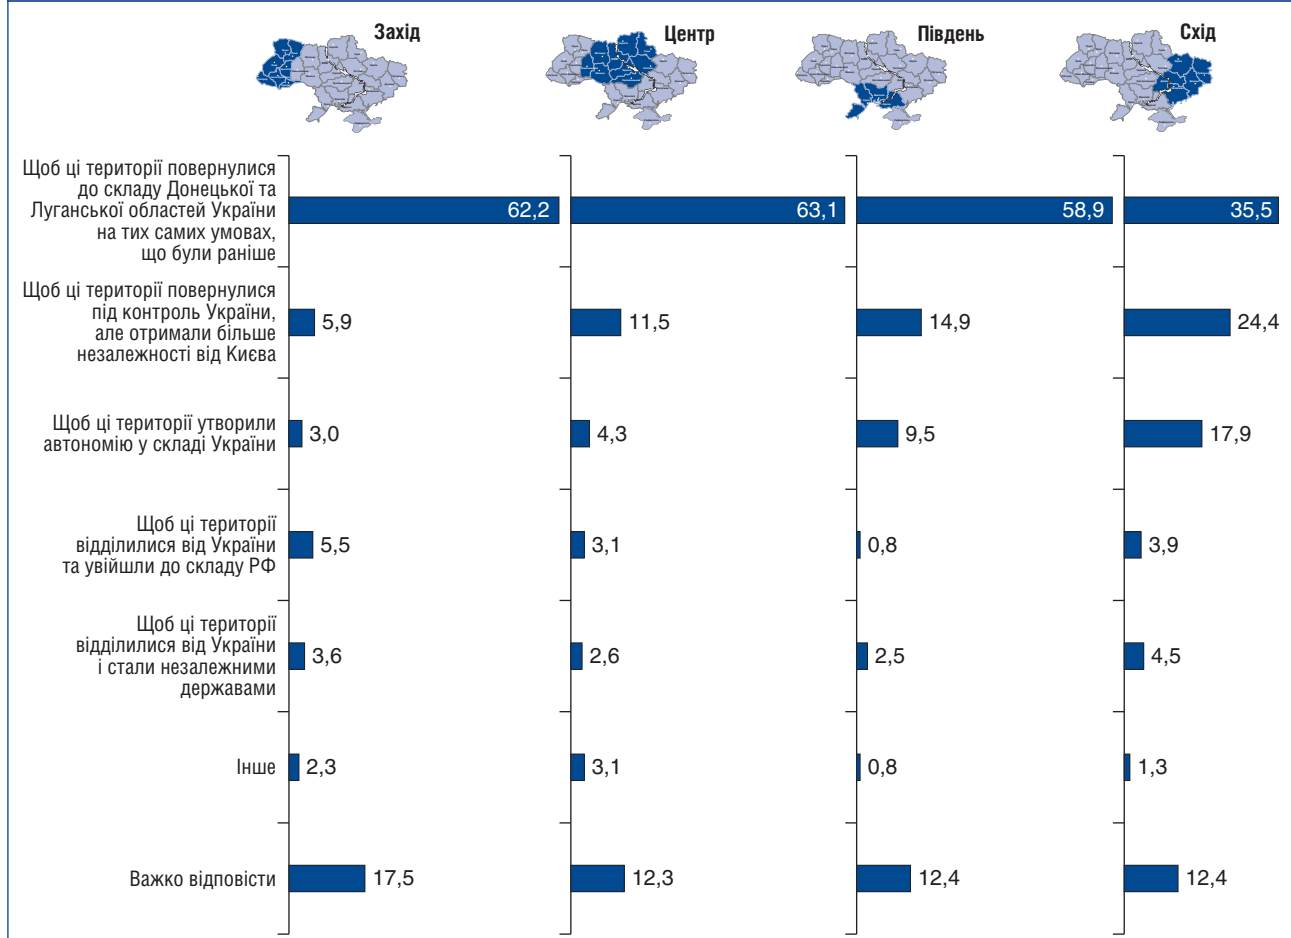 Захід
Центр
Південь
Схід
Щоб ці території повернулися
до складу Донецької та
Луганської областей України
на тих самих умовах,
що були раніше
62,2
63,1
58,9
35,5
Щоб ці території повернулися
під контроль України,
але отримали більше
незалежності від Києва
5,9
11,5
14,9
24,4
Щоб ці території утворили
автономію у складі України
3,0
4,3
9,5
17,9
Щоб ці території
відділилися від України
та увійшли до складу РФ
5,5
3,1
0,8
3,9
Щоб ці території
відділилися від України
і стали незалежними
державами
3,6
2,6
2,5
4,5
Інше
2,3
3,1
0,8
1,3
Важко відповісти
17,5
12,3
12,4
12,4